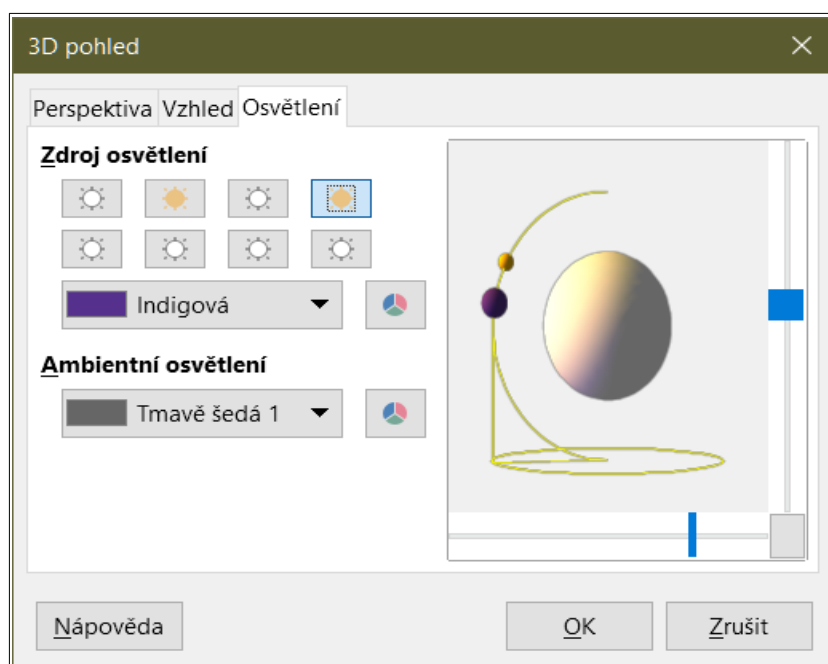 3D pohled
Perspektiva Vzhled Osvětlení
Zdroj osvětlení
Indigová
Ambientní osvětlení
Tmavě šedá 1
Nápověda OK Zrušit